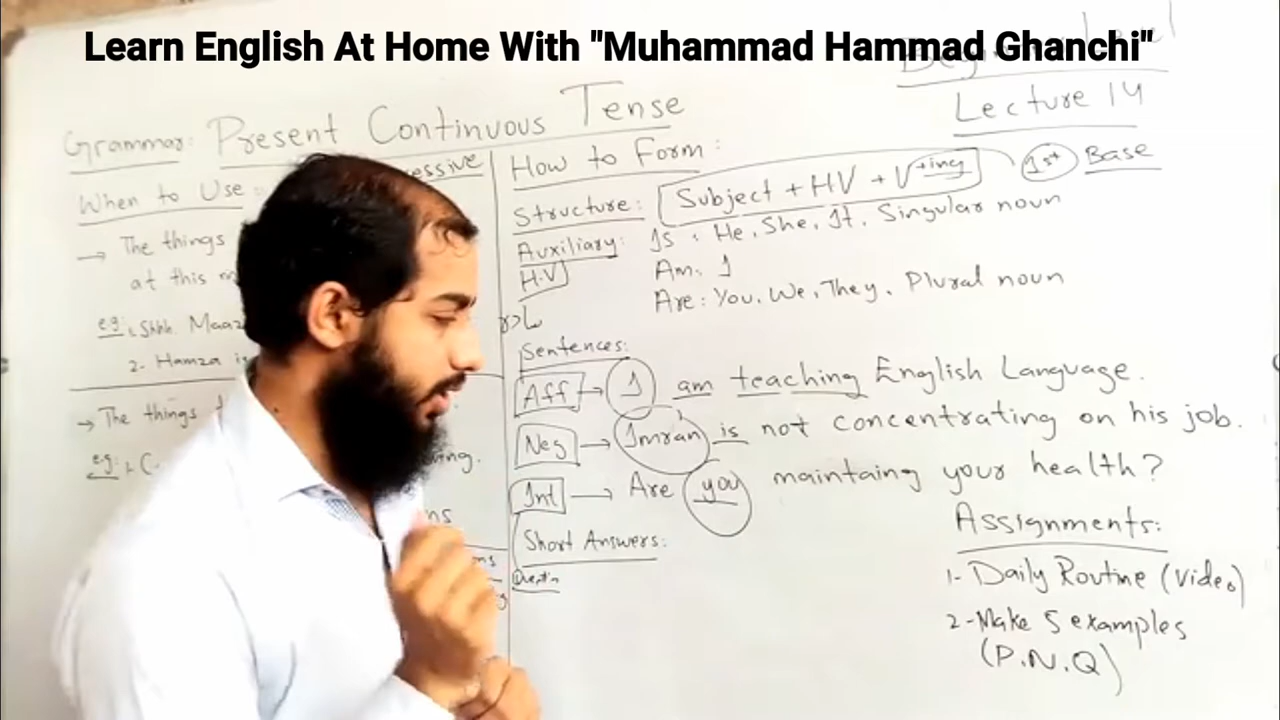 Learn English At Home With "Muhammad Hammad Ghanchi"
Lecture 14
Grammar: Present Continuous Tense
When to Use
→ The things
at this
e.g: 1. Shhh. Maaz
2. Hamza is
→ The things
e.g: 1.
How to Form:
Structure: Subject + HV + V+ing 1st Base
Auxiliary: Is: He, She, It, Singular noun
H.V Am: I
Are: You, We, They, Plural noun
Sentences:
Aff → I am teaching English Language.
Neg → Imran is not concentrating on his job.
Int → Are you maintaing your health?
Short Answers:
Assignments:
1- Daily Routine (Video)
2- Make 5 examples
(P.N.Q)